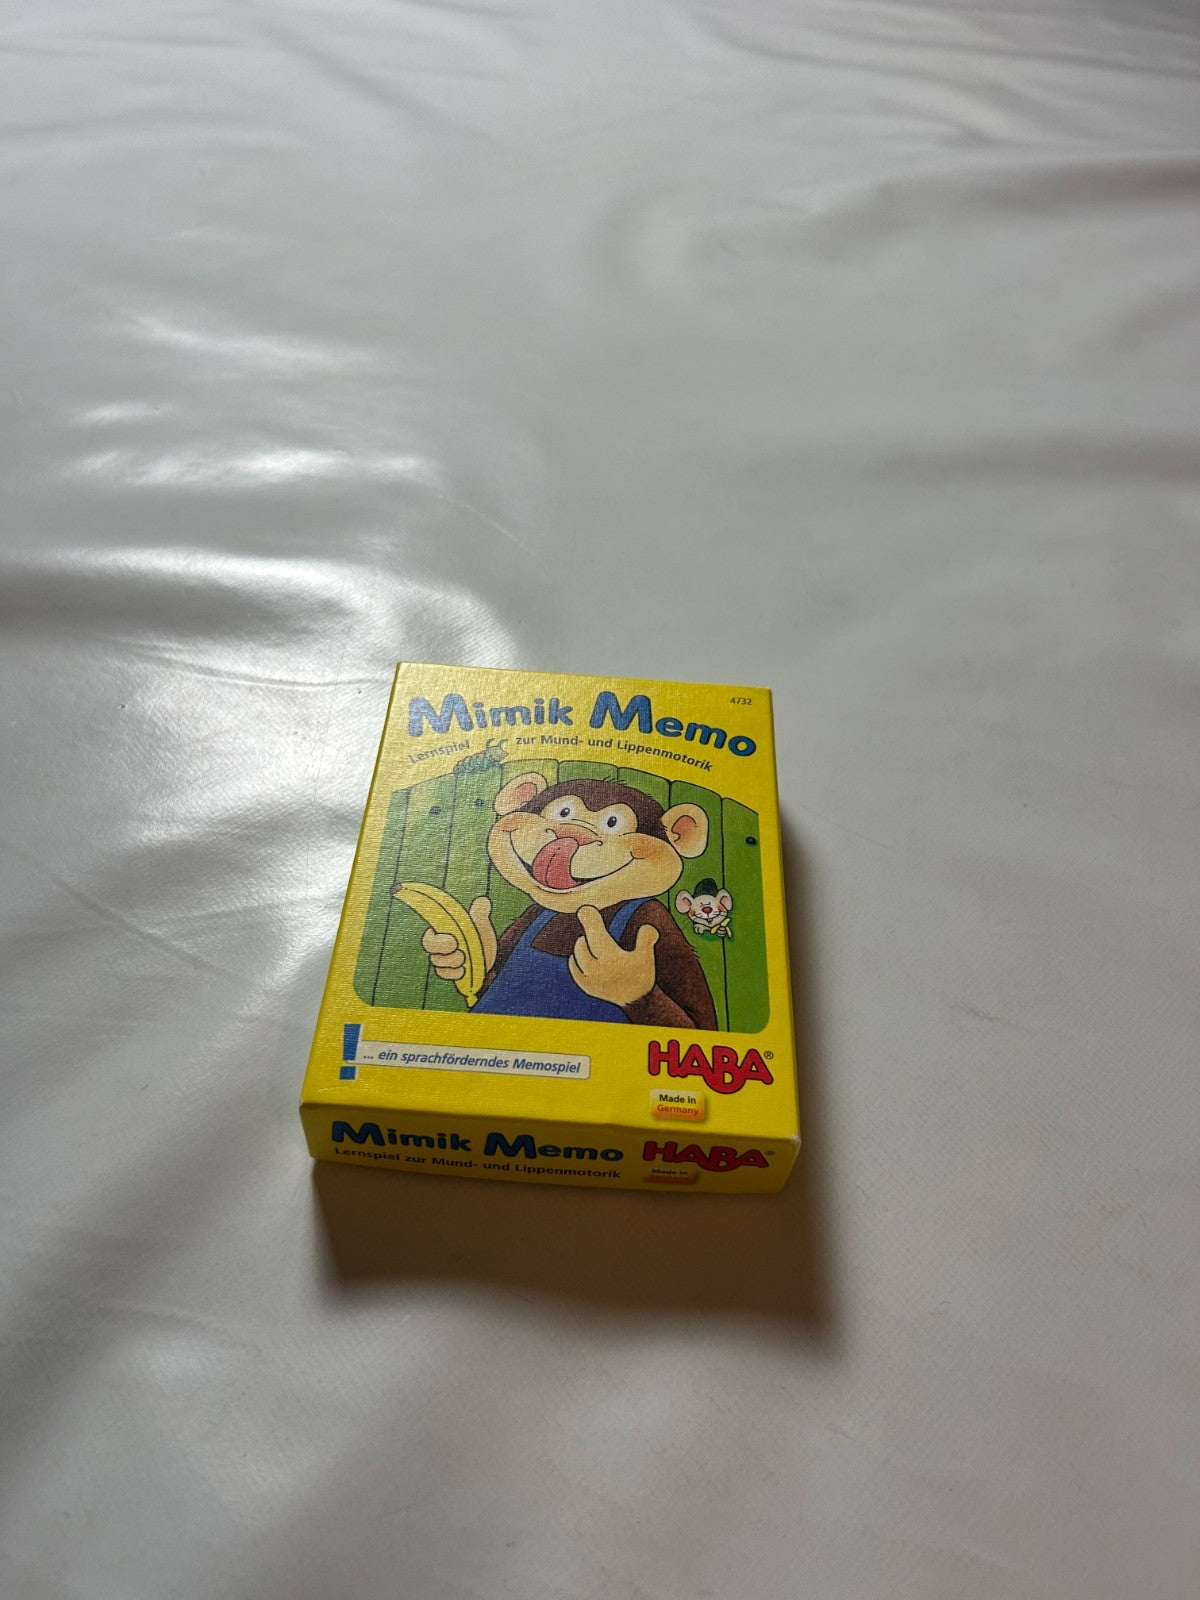 4732
Mimik Memo
Lernspiel zur Mund- und Lippenmotorik
! ... ein sprachförderndes Memospiel
HABA®
Made in
Germany
Mimik Memo HABA®
Lernspiel zur Mund- und Lippenmotorik
Made in
Germany